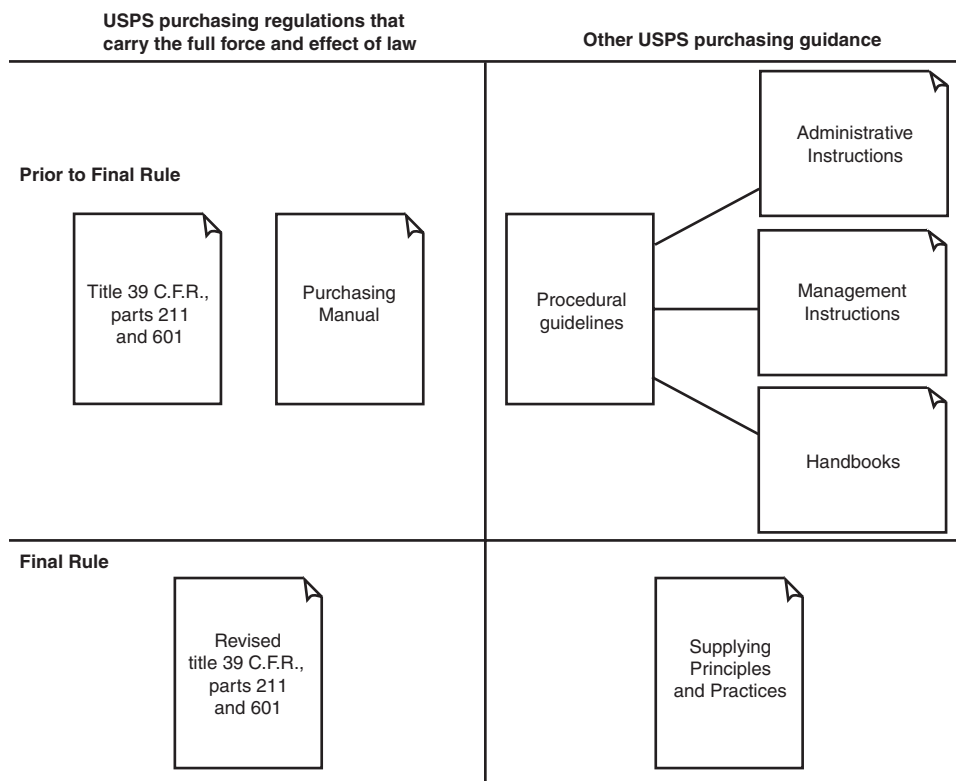 USPS purchasing regulations that
carry the full force and effect of law
Other USPS purchasing guidance
Prior to Final Rule
Title 39 C.F.R.,
parts 211
and 601
Purchasing
Manual
Procedural
guidelines
Administrative
Instructions
Management
Instructions
Handbooks
Final Rule
Revised
title 39 C.F.R.,
parts 211
and 601
Supplying
Principles
and Practices